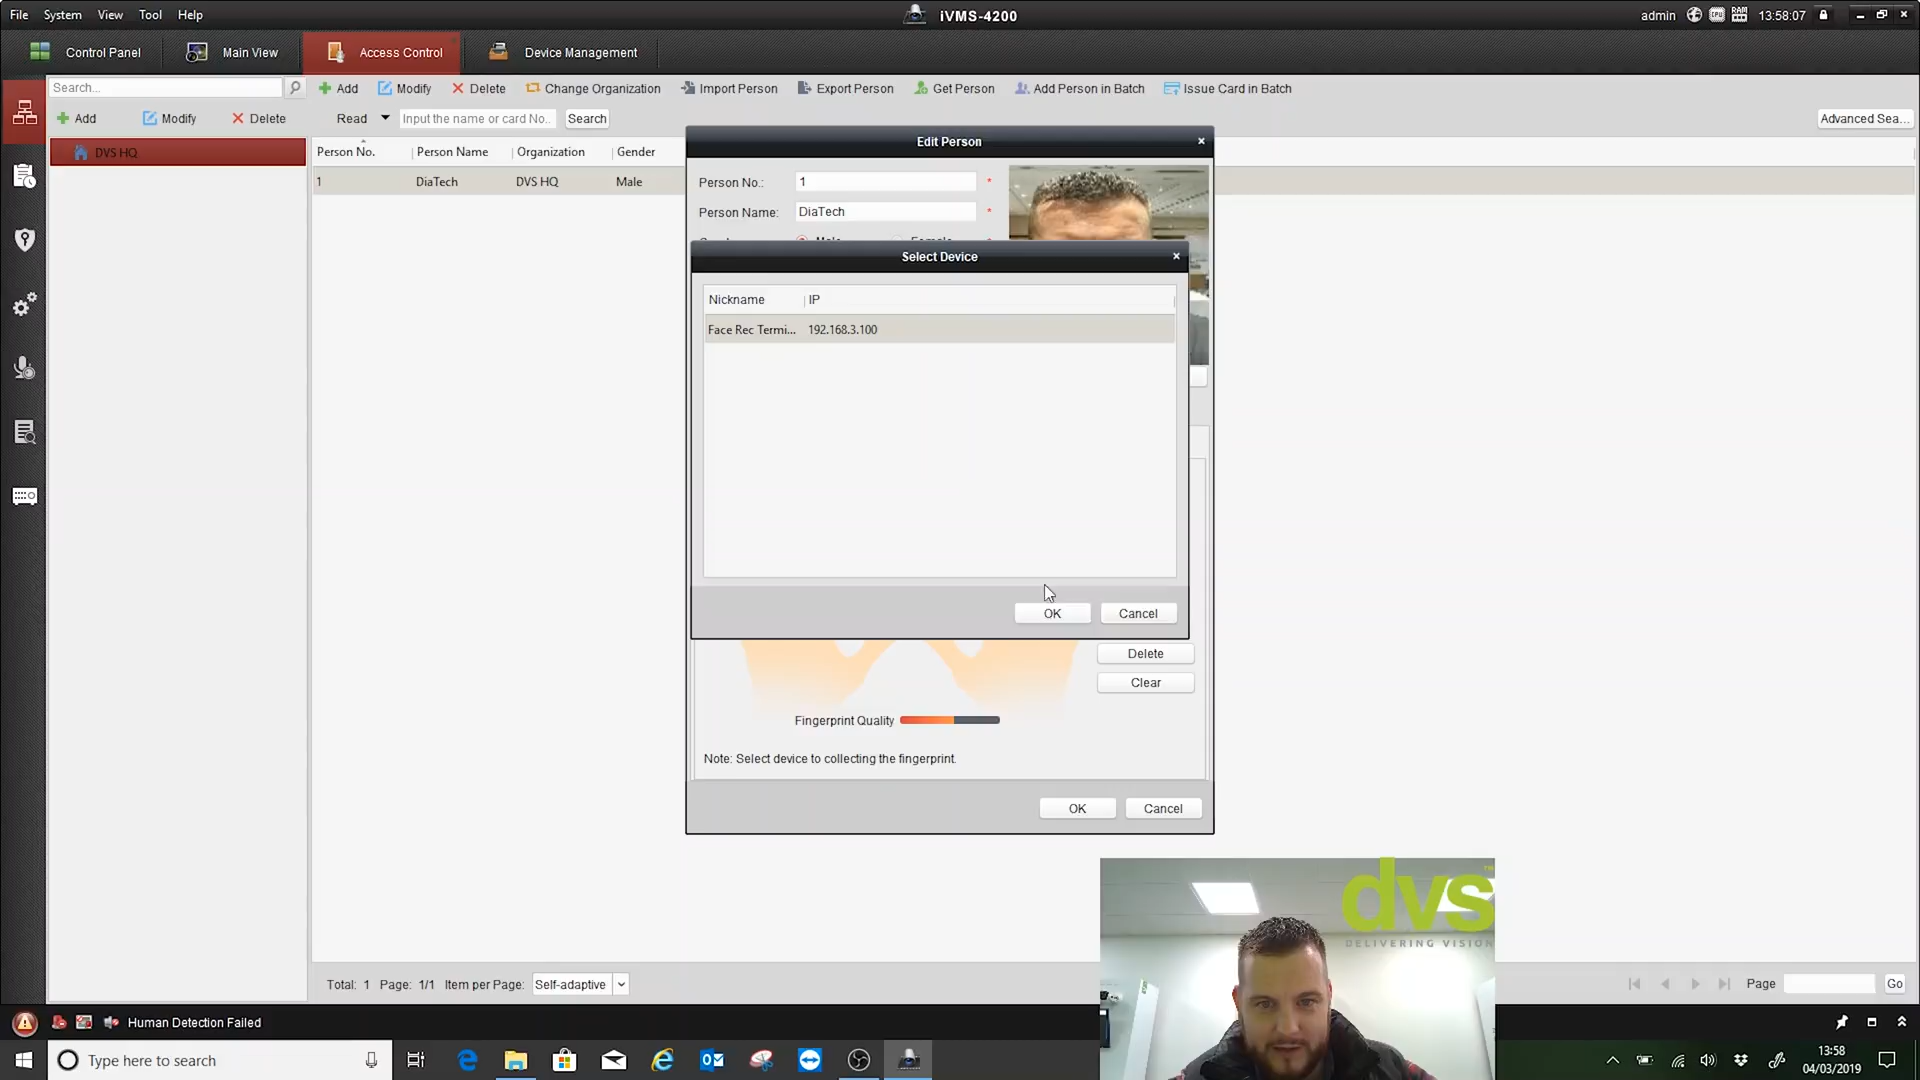 File System View Tool Help
iVMS-4200
admin 13:58:07
Control Panel Main View Access Control Device Management
Search...
Add Modify Delete Change Organization Import Person Export Person Get Person Add Person in Batch Issue Card in Batch
Add Modify Delete
Read Input the name or card No.. Search
Advanced Sea...
DVS HQ
Person No. Person Name Organization Gender
1 DiaTech DVS HQ Male
Edit Person
Person No.: 1 *
Person Name: DiaTech *
Select Device
Nickname IP
Face Rec Termi... 192.168.3.100
OK Cancel
Delete
Clear
Fingerprint Quality
Note: Select device to collecting the fingerprint.
OK Cancel
dvs™
DELIVERING VISION
Total: 1 Page: 1/1 Item per Page: Self-adaptive
Page Go
Human Detection Failed
Type here to search
13:58
04/03/2019